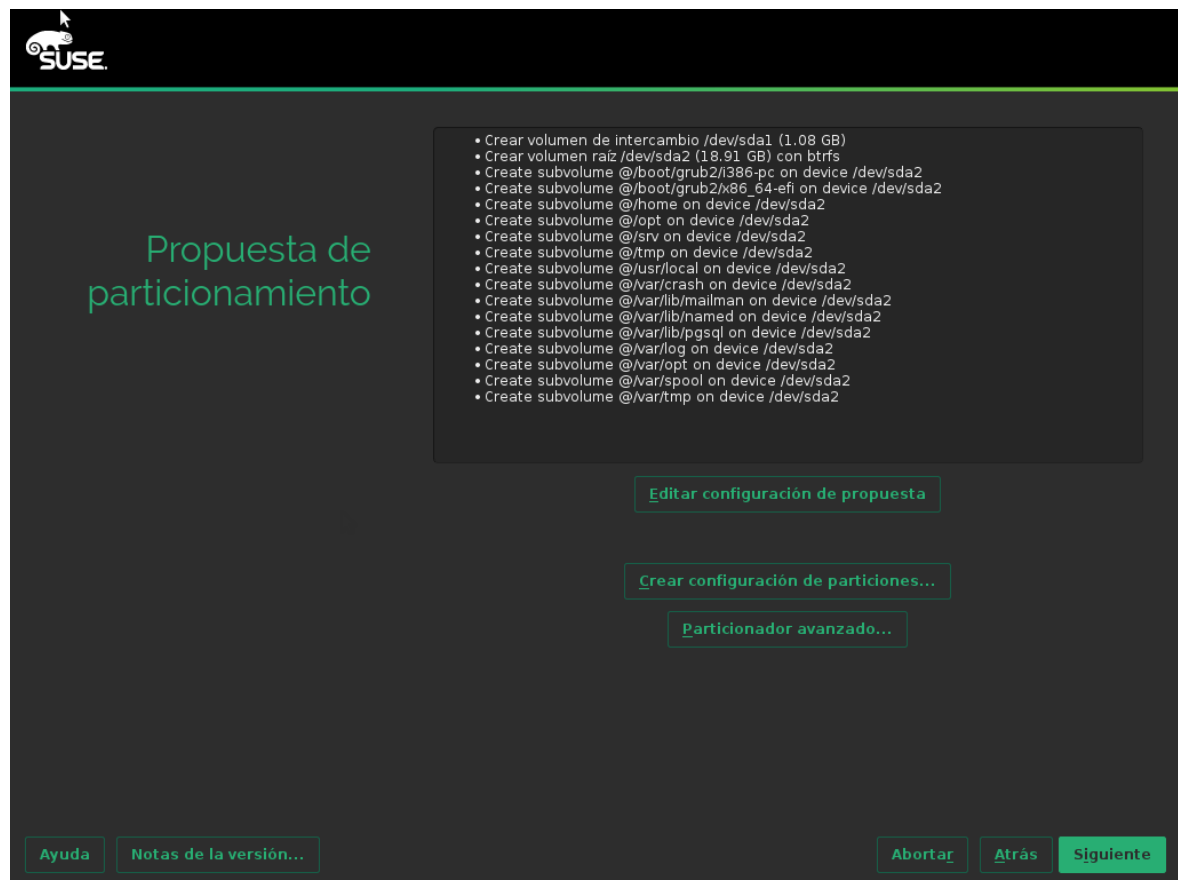 SUSE.
Propuesta de
particionamiento
• Crear volumen de intercambio /dev/sda1 (1.08 GB)
• Crear volumen raíz /dev/sda2 (18.91 GB) con btrfs
• Create subvolume @/boot/grub2/i386-pc on device /dev/sda2
• Create subvolume @/boot/grub2/x86_64-efi on device /dev/sda2
• Create subvolume @/home on device /dev/sda2
• Create subvolume @/opt on device /dev/sda2
• Create subvolume @/srv on device /dev/sda2
• Create subvolume @/tmp on device /dev/sda2
• Create subvolume @/usr/local on device /dev/sda2
• Create subvolume @/var/crash on device /dev/sda2
• Create subvolume @/var/lib/mailman on device /dev/sda2
• Create subvolume @/var/lib/named on device /dev/sda2
• Create subvolume @/var/lib/pgsql on device /dev/sda2
• Create subvolume @/var/log on device /dev/sda2
• Create subvolume @/var/opt on device /dev/sda2
• Create subvolume @/var/spool on device /dev/sda2
• Create subvolume @/var/tmp on device /dev/sda2
Editar configuración de propuesta
Crear configuración de particiones...
Particionador avanzado...
Ayuda
Notas de la versión...
Abortar
Atrás
Siguiente